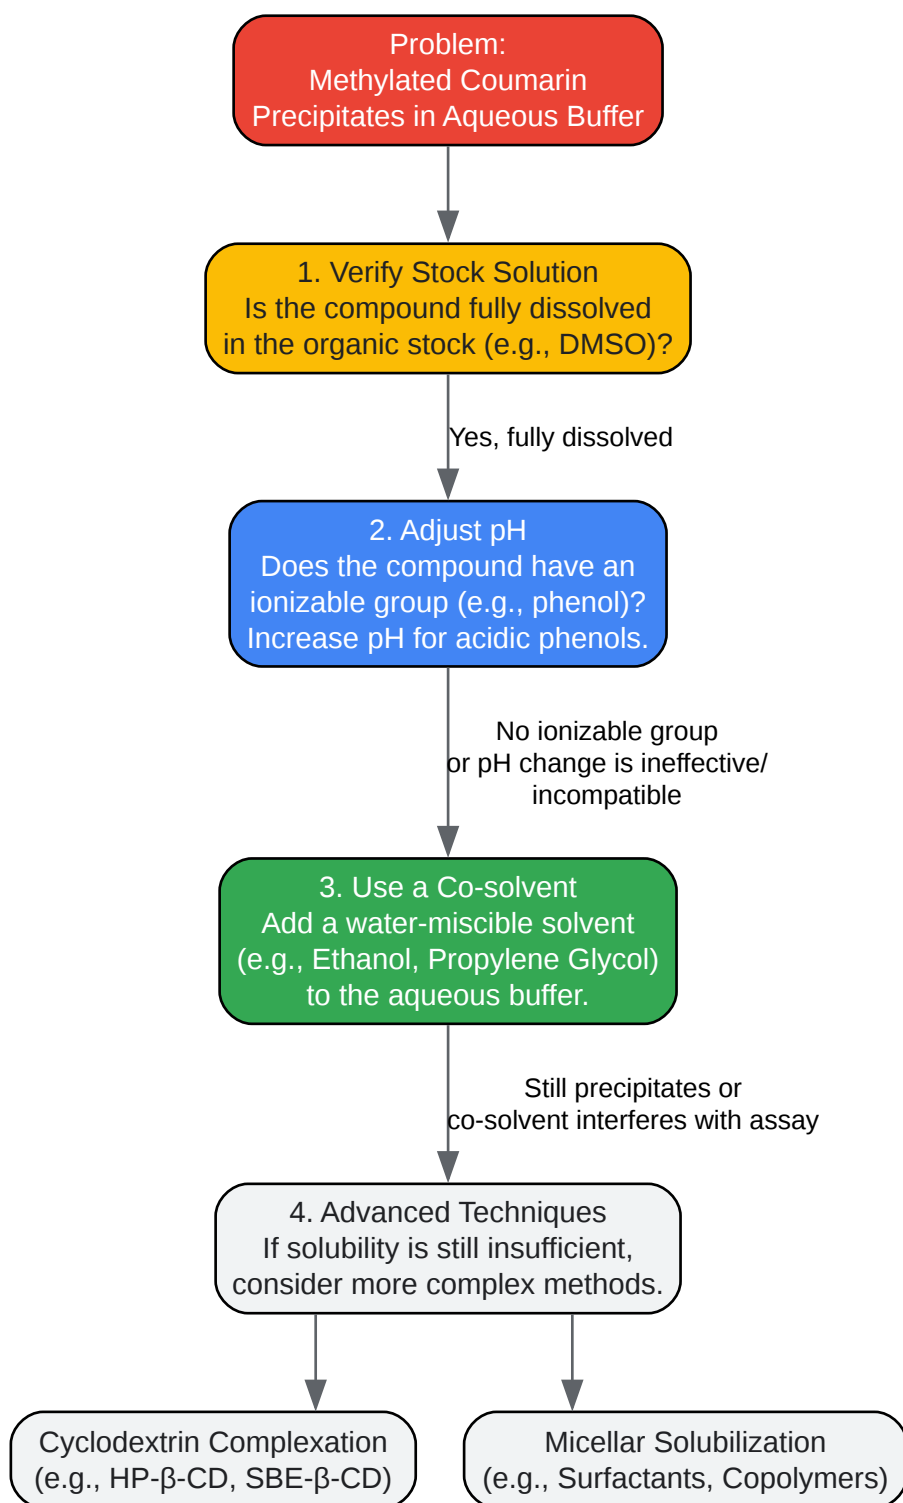 Problem:
Methylated Coumarin
Precipitates in Aqueous Buffer
1. Verify Stock Solution
Is the compound fully dissolved
in the organic stock (e.g., DMSO)?
Yes, fully dissolved
2. Adjust pH
Does the compound have an
ionizable group (e.g., phenol)?
Increase pH for acidic phenols.
No ionizable group
or pH change is ineffective/
incompatible
3. Use a Co-solvent
Add a water-miscible solvent
(e.g., Ethanol, Propylene Glycol)
to the aqueous buffer.
Still precipitates or
co-solvent interferes with assay
4. Advanced Techniques
If solubility is still insufficient,
consider more complex methods.
Cyclodextrin Complexation
(e.g., HP-β-CD, SBE-β-CD)
Micellar Solubilization
(e.g., Surfactants, Copolymers)